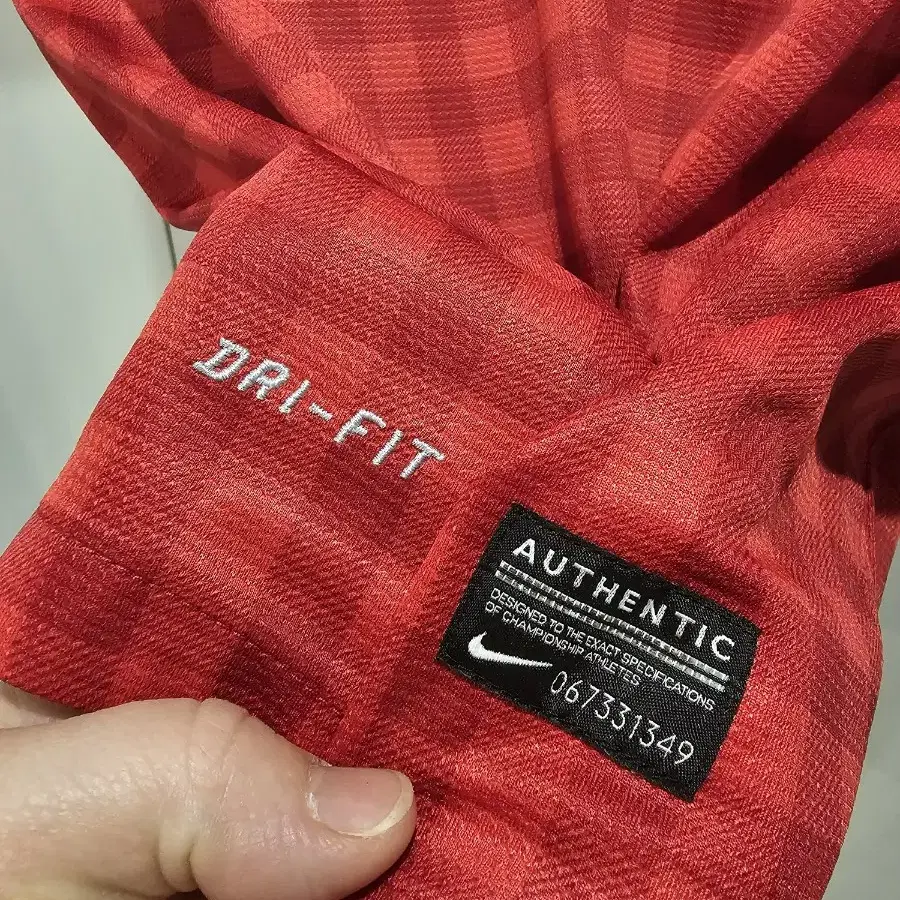 DRI-FIT
AUTHENTIC
DESIGNED TO THE EXACT SPECIFICATIONS
OF CHAMPIONSHIP ATHLETES
067331349